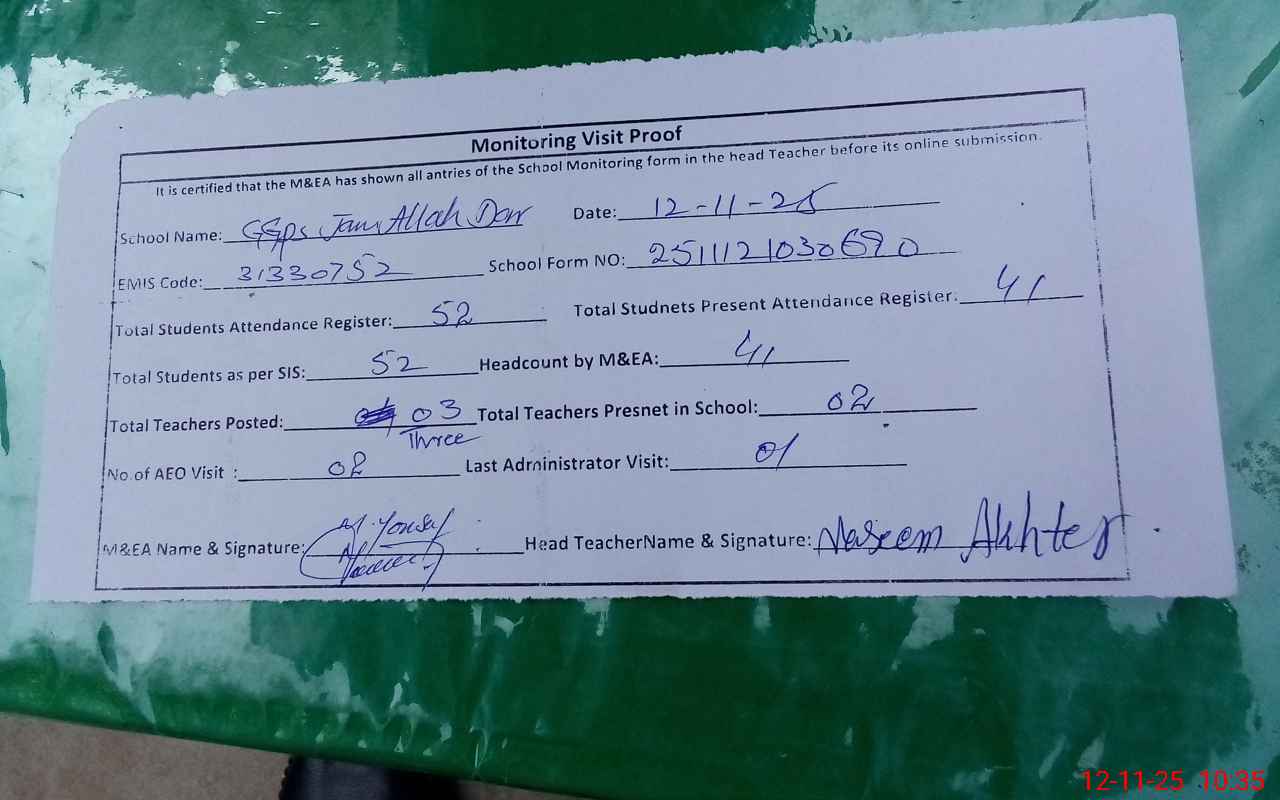 Monitoring Visit Proof
It is certified that the M&EA has shown all antries of the School Monitoring form in the head Teacher before its online submission.
School Name: GGps Jam Allah Dar Date: 12-11-25
EMIS Code: 31330752 School Form NO: 251112103069 0
Total Students Attendance Register: 52 Total Studnets Present Attendance Register: 41
Total Students as per SIS: 52 Headcount by M&EA: 41
Total Teachers Posted: 03 Total Teachers Presnet in School: 02
Three
No.of AEO Visit : 02 Last Administrator Visit: 01
M&EA Name & Signature: M. Yousaf Head TeacherName & Signature: Naseem Akhter
12-11-25 10:35